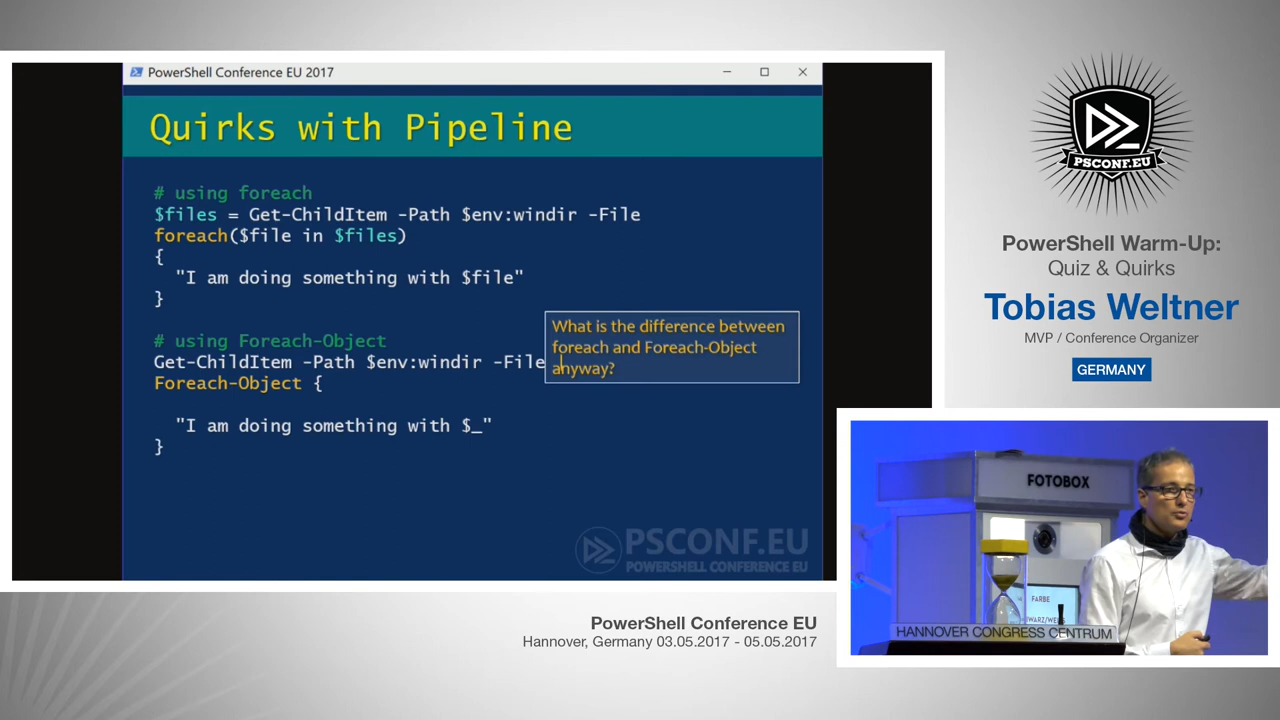 PowerShell Conference EU 2017
Quirks with Pipeline
# using foreach
$files = Get-ChildItem -Path $env:windir -File
foreach($file in $files)
{
"I am doing something with $file"
}
# using Foreach-Object
Get-ChildItem -Path $env:windir -File
Foreach-Object {
"I am doing something with $_"
}
What is the difference between
foreach and Foreach-Object
anyway?
PSCONF.EU
POWERSHELL CONFERENCE EU
PSCONF.EU
PowerShell Warm-Up:
Quiz & Quirks
Tobias Weltner
MVP / Conference Organizer
GERMANY
FOTOBOX
FARBE
HANNOVER CONGRESS CENTRUM
PowerShell Conference EU
Hannover, Germany 03.05.2017 - 05.05.2017